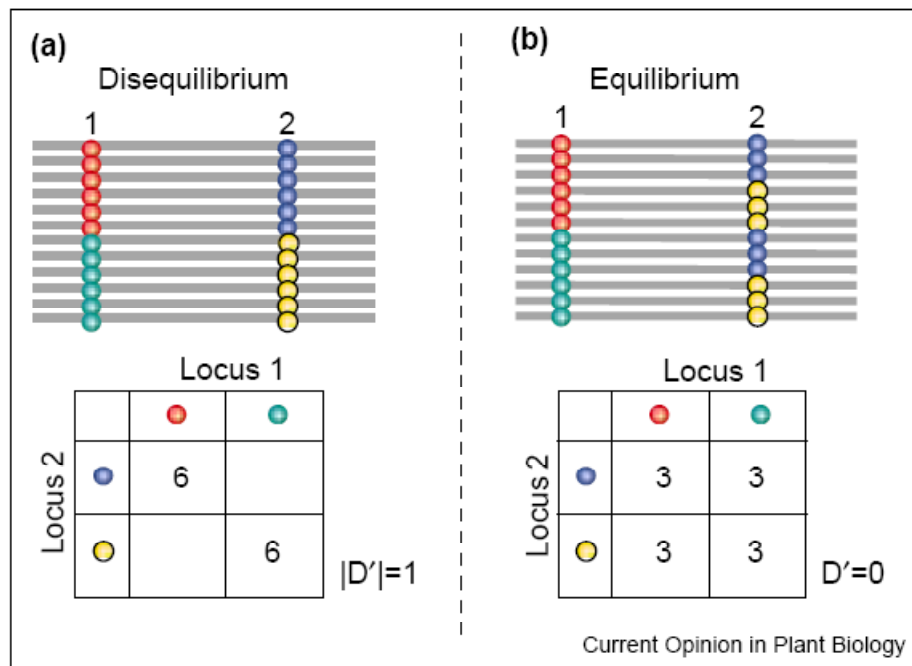 (a)
Disequilibrium
1 2
Locus 1
Locus 2
6
6
|D′|=1
(b)
Equilibrium
1 2
Locus 1
Locus 2
3 3
3 3
D′=0
Current Opinion in Plant Biology